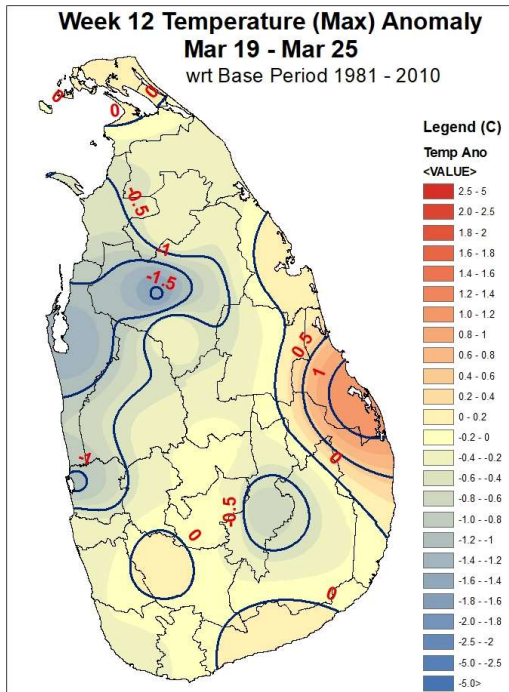 Week 12 Temperature (Max) Anomaly
Mar 19 - Mar 25
wrt Base Period 1981 - 2010
Legend (C)
Temp Ano
<VALUE>
2.5 - 5
2.0 - 2.5
1.8 - 2
1.6 - 1.8
1.4 - 1.6
1.2 - 1.4
1.0 - 1.2
0.8 - 1
0.6 - 0.8
0.4 - 0.6
0.2 - 0.4
0 - 0.2
-0.2 - 0
-0.4 - -0.2
-0.6 - -0.4
-0.8 - -0.6
-1.0 - -0.8
-1.2 - -1
-1.4 - -1.2
-1.6 - -1.4
-1.8 - -1.6
-2.0 - -1.8
-2.5 - -2
-5.0 - -2.5
-5.0>
0
0
0
-0.5
-1
-1.5
0.5
1
0
-1
-0.5
0
0